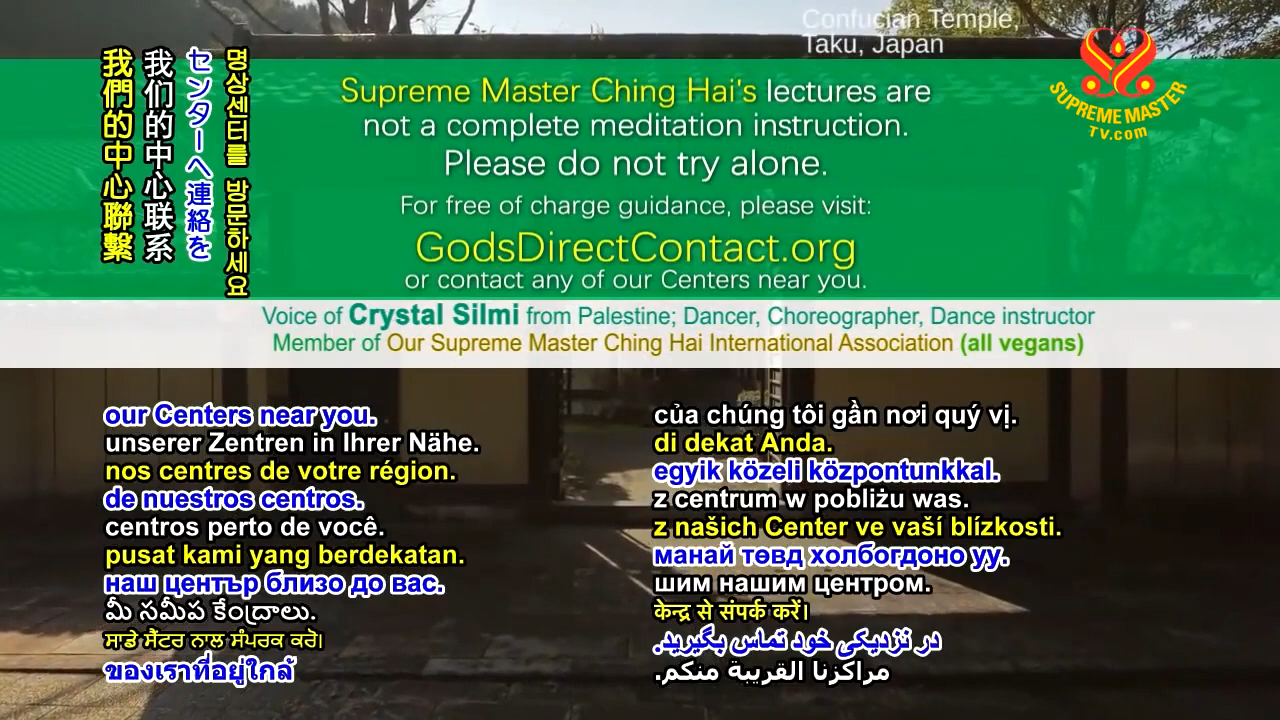 Confucian Temple,
Taku, Japan
SUPREME MASTER
TV.com
我們的中心聯繫
我们的中心联系
センターへ連絡を
명상센터를 방문하세요
Supreme Master Ching Hai's lectures are
not a complete meditation instruction.
Please do not try alone.
For free of charge guidance, please visit:
GodsDirectContact.org
or contact any of our Centers near you.
Voice of Crystal Silmi from Palestine; Dancer, Choreographer, Dance instructor
Member of Our Supreme Master Ching Hai International Association (all vegans)
our Centers near you.
unserer Zentren in Ihrer Nähe.
nos centres de votre région.
de nuestros centros.
centros perto de você.
pusat kami yang berdekatan.
наш център близо до вас.
మీ సమీప కేంద్రాలు.
ਸਾਡੇ ਸੈਂਟਰ ਨਾਲ ਸੰਪਰਕ ਕਰੋ।
ของเราที่อยู่ใกล้
của chúng tôi gần nơi quý vị.
di dekat Anda.
egyik közeli központunkkal.
z centrum w pobliżu was.
z našich Center ve vaší blízkosti.
манай төвд холбогдоно уу.
шим нашим центром.
केन्द्र से संपर्क करें।
در نزدیکی خود تماس بگیرید.
مراكزنا القريبة منكم.